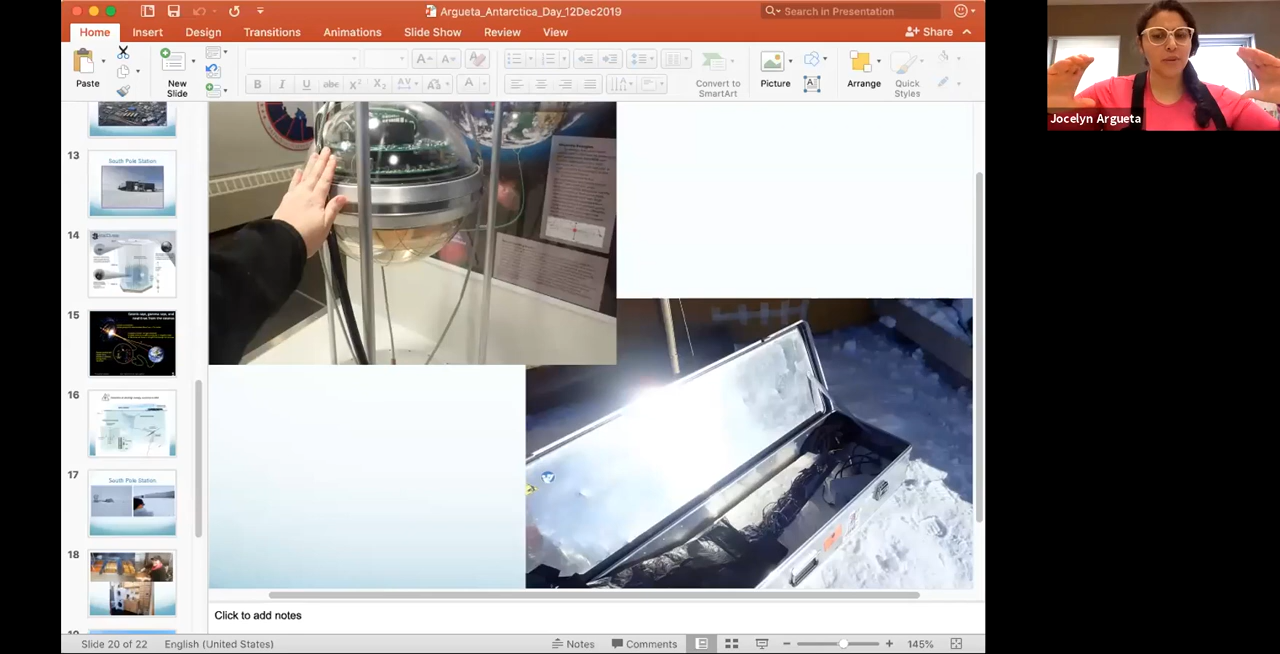 Argueta_Antarctica_Day_12Dec2019
Search in Presentation
Home Insert Design Transitions Animations Slide Show Review View
Share
Paste
New Slide
Convert to SmartArt
Picture
Arrange
Quick Styles
13
South Pole Station
14
15
16
17
South Pole Station
18
Click to add notes
Slide 20 of 22
English (United States)
Notes
Comments
145%
Jocelyn Argueta